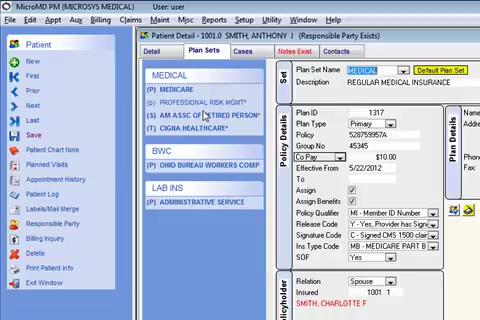 MicroMD PM (MICROSYS MEDICAL) User: user
File Edit Appt Aux Billing Claims Maint Misc Reports Setup Utility Window Help
Patient
New
First
Prior
Next
Last
Save
Patient Chart Note
Planned Visits
Appointment History
Patient Log
Labels/Mail Merge
Responsible Party
Billing Inquiry
Delete
Print Patient Info
Exit Window
Patient Detail - 1001.0 SMITH, ANTHONY J (Responsible Party Exists)
Detail Plan Sets Cases Notes Exist Contacts
MEDICAL
(P) MEDICARE
(p) PROFESSIONAL RISK MGMT*
(S) AM ASSC OF RETIRED PERSON*
(T) CIGNA HEALTHCARE*
BWC
(P) OHIO BUREAU WORKERS COMP
LAB INS
(P) ADMINISTRATIVE SERVICE
Set
Plan Set Name MEDICAL Default Plan Set
Description REGULAR MEDICAL INSURANCE
Policy Details
Plan ID 1317
Plan Type Primary
Policy 528759957A
Group No 45345
Co Pay $10.00
Effective From 5/22/2012
To
Assign
Assign Benefits
Policy Qualifier MI - Member ID Number
Release Code Y - Yes, Provider has Sign
Signature Code C - Signed CMS 1500 clai
Ins Type Code MB - MEDICARE PART B
SOF Yes
Plan Details
Name
Addre
Phon
Fax:
Policyholder
Relation Spouse
Insured 1001 1
SMITH, CHARLOTTE F